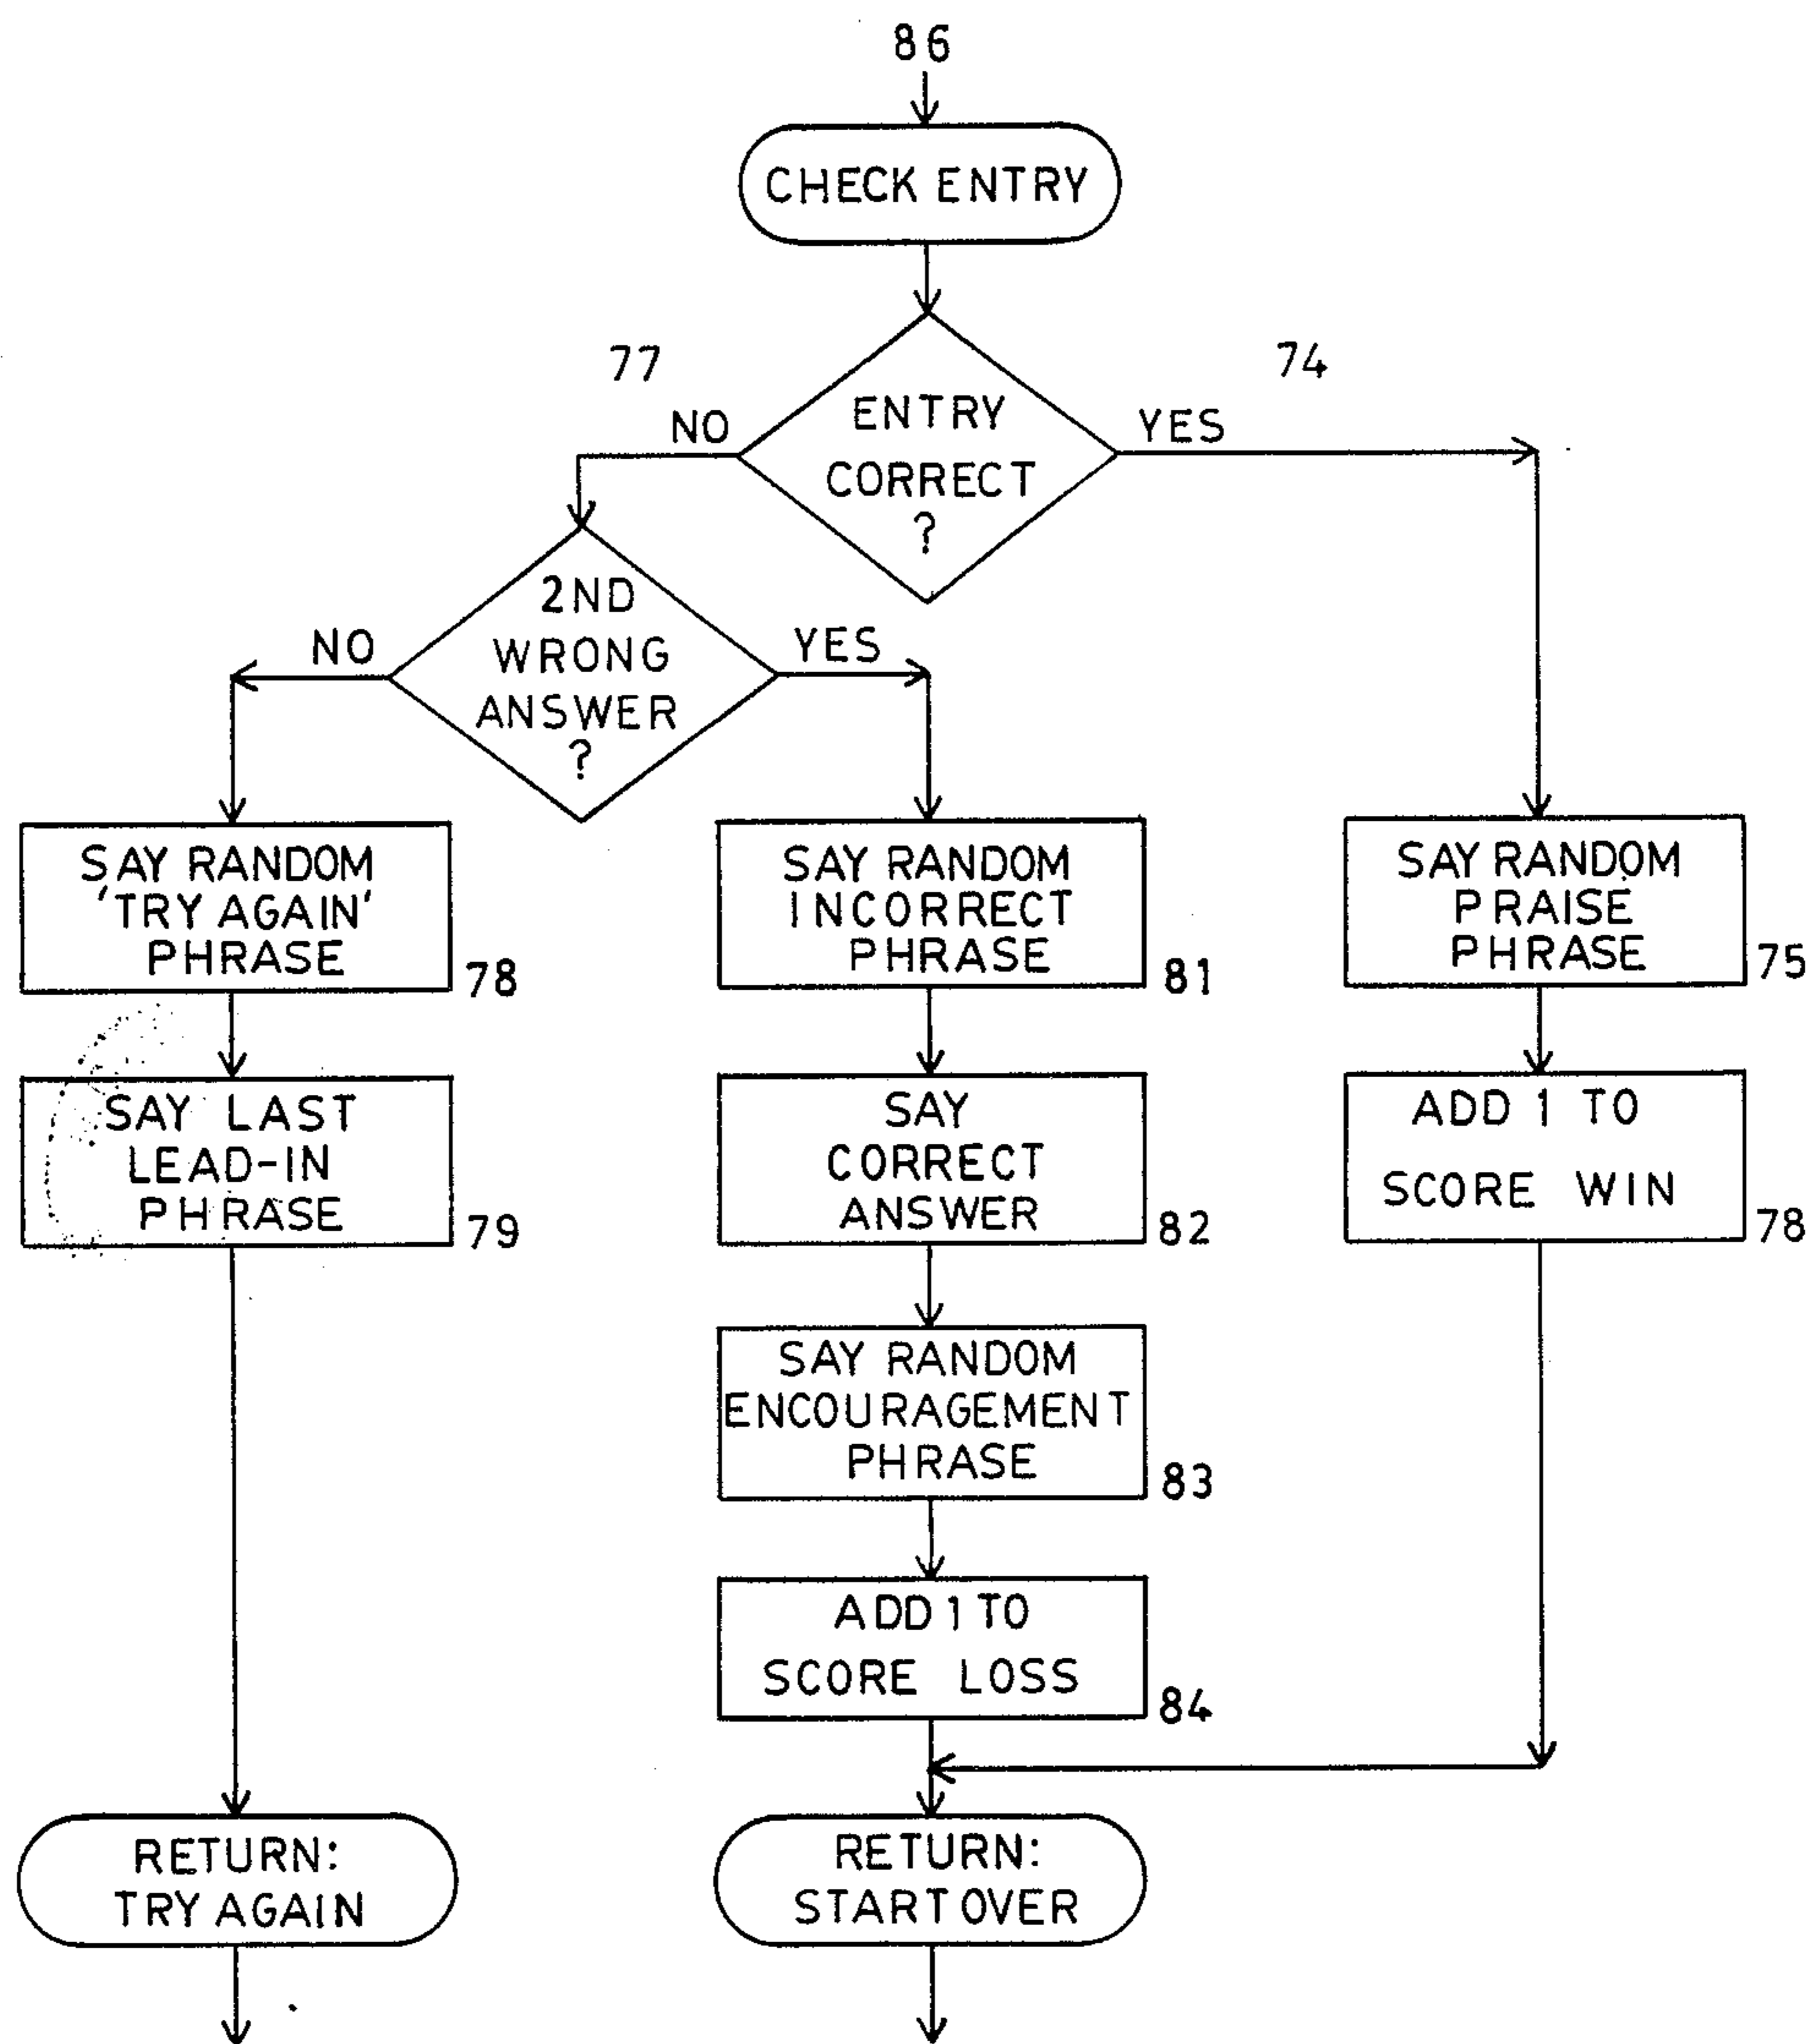 86
CHECK ENTRY
77
74
NO
ENTRY
CORRECT
?
YES
NO
2ND
WRONG
ANSWER
?
YES
SAY RANDOM
'TRY AGAIN'
PHRASE
78
SAY RANDOM
INCORRECT
PHRASE
81
SAY RANDOM
PRAISE
PHRASE
75
SAY LAST
LEAD-IN
PHRASE
79
SAY
CORRECT
ANSWER
82
ADD 1 TO
SCORE WIN
78
SAY RANDOM
ENCOURAGEMENT
PHRASE
83
ADD 1 TO
SCORE LOSS
84
RETURN:
TRY AGAIN
RETURN:
START OVER